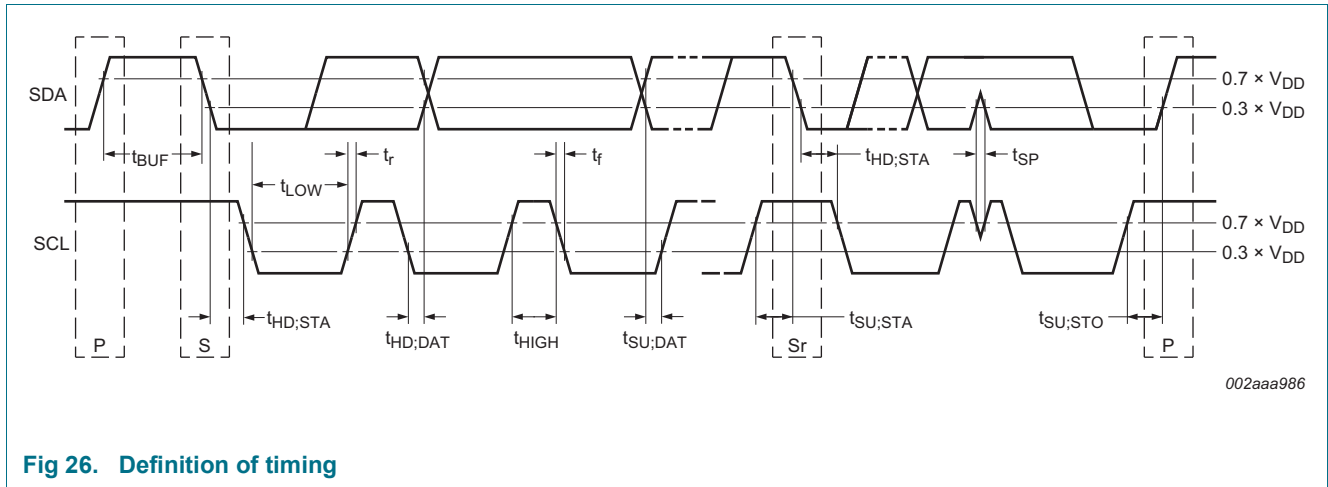 SDA
0.7 × VDD
0.3 × VDD
tBUF
tLOW
tr
tf
tHD;STA
tSP
SCL
0.7 × VDD
0.3 × VDD
tHD;STA
tHD;DAT
tHIGH
tSU;DAT
tSU;STA
tSU;STO
P
S
Sr
P
002aaa986
Fig 26. Definition of timing